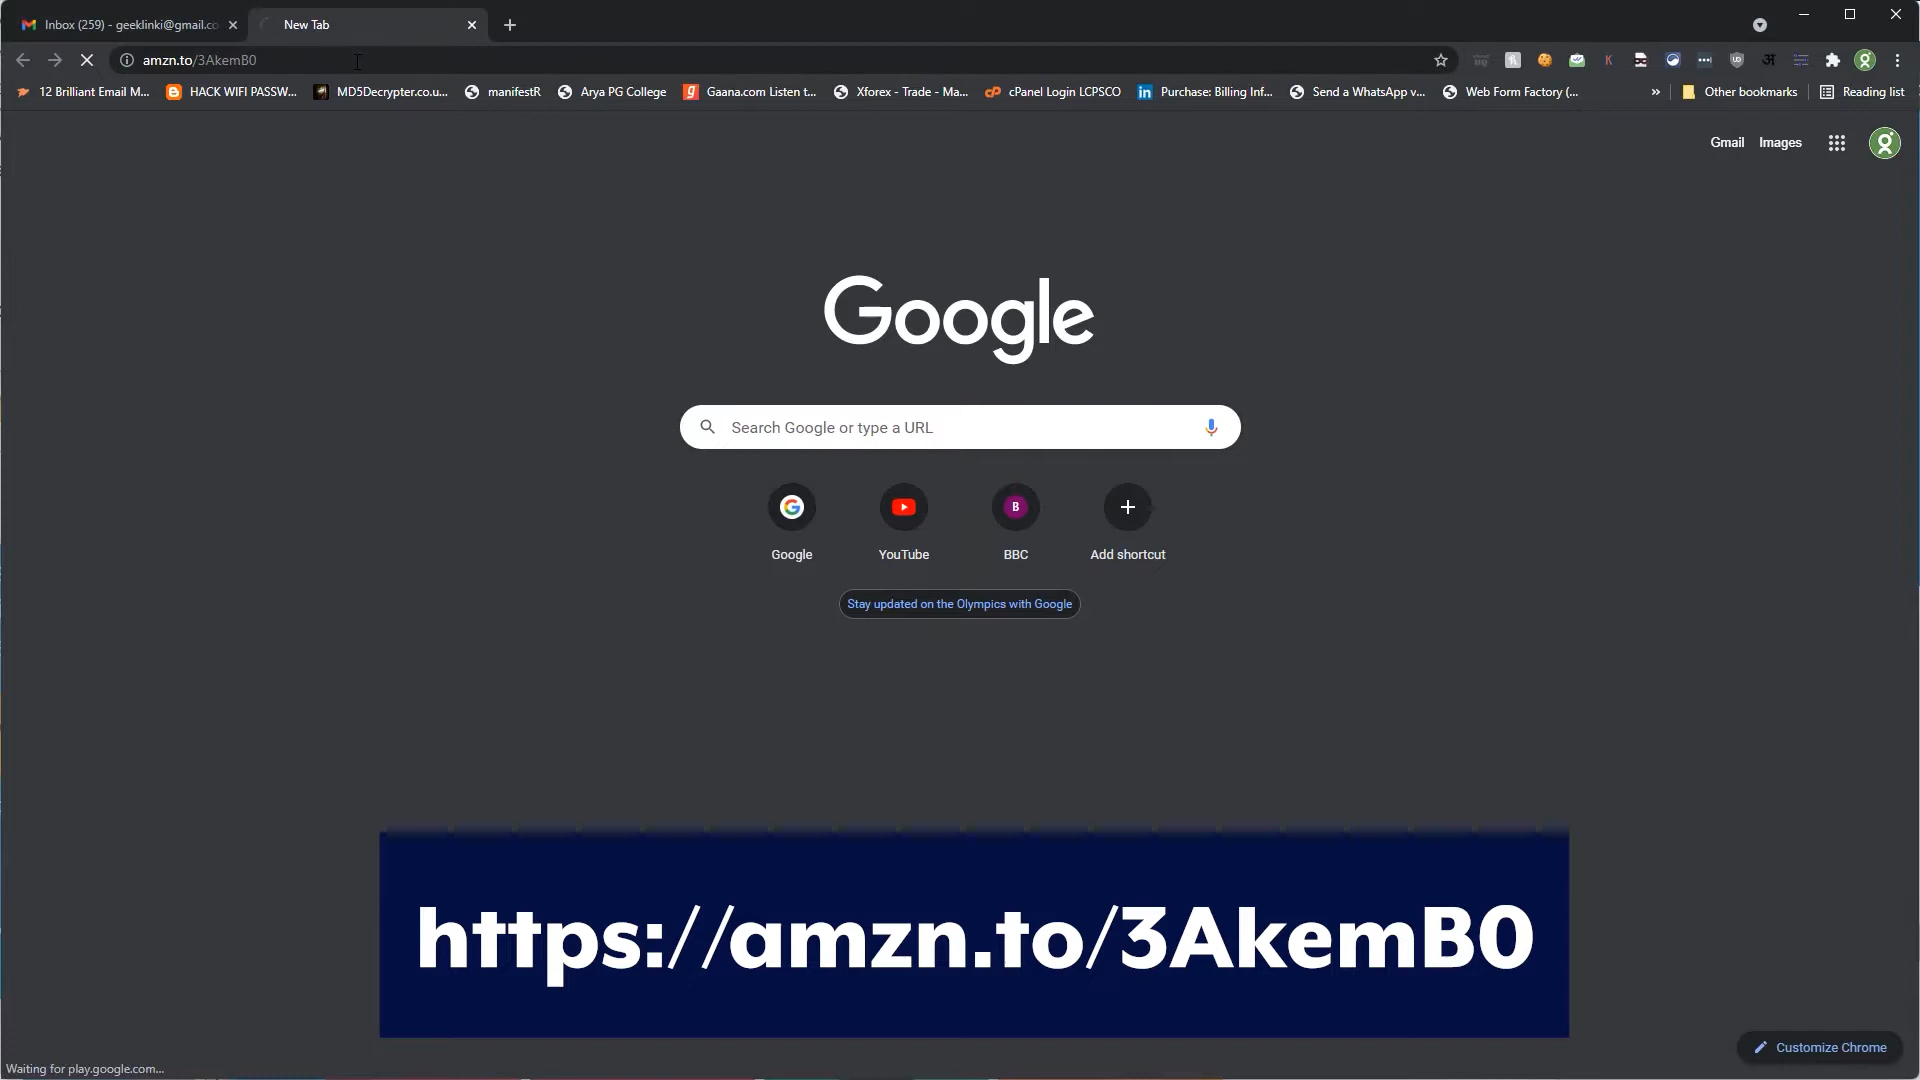 Inbox (259) - geeklinki@gmail.co
New Tab
amzn.to/3AkemB0
12 Brilliant Email M...
HACK WIFI PASSW...
MD5Decrypter.co.u...
manifestR
Arya PG College
Gaana.com Listen t...
Xforex - Trade - Ma...
cPanel Login LCPSCO
Purchase: Billing Inf...
Send a WhatsApp v...
Web Form Factory (...
»
Other bookmarks
Reading list
Gmail
Images
Google
Search Google or type a URL
Google
YouTube
B
BBC
Add shortcut
Stay updated on the Olympics with Google
https://amzn.to/3AkemB0
Customize Chrome
Waiting for play.google.com...